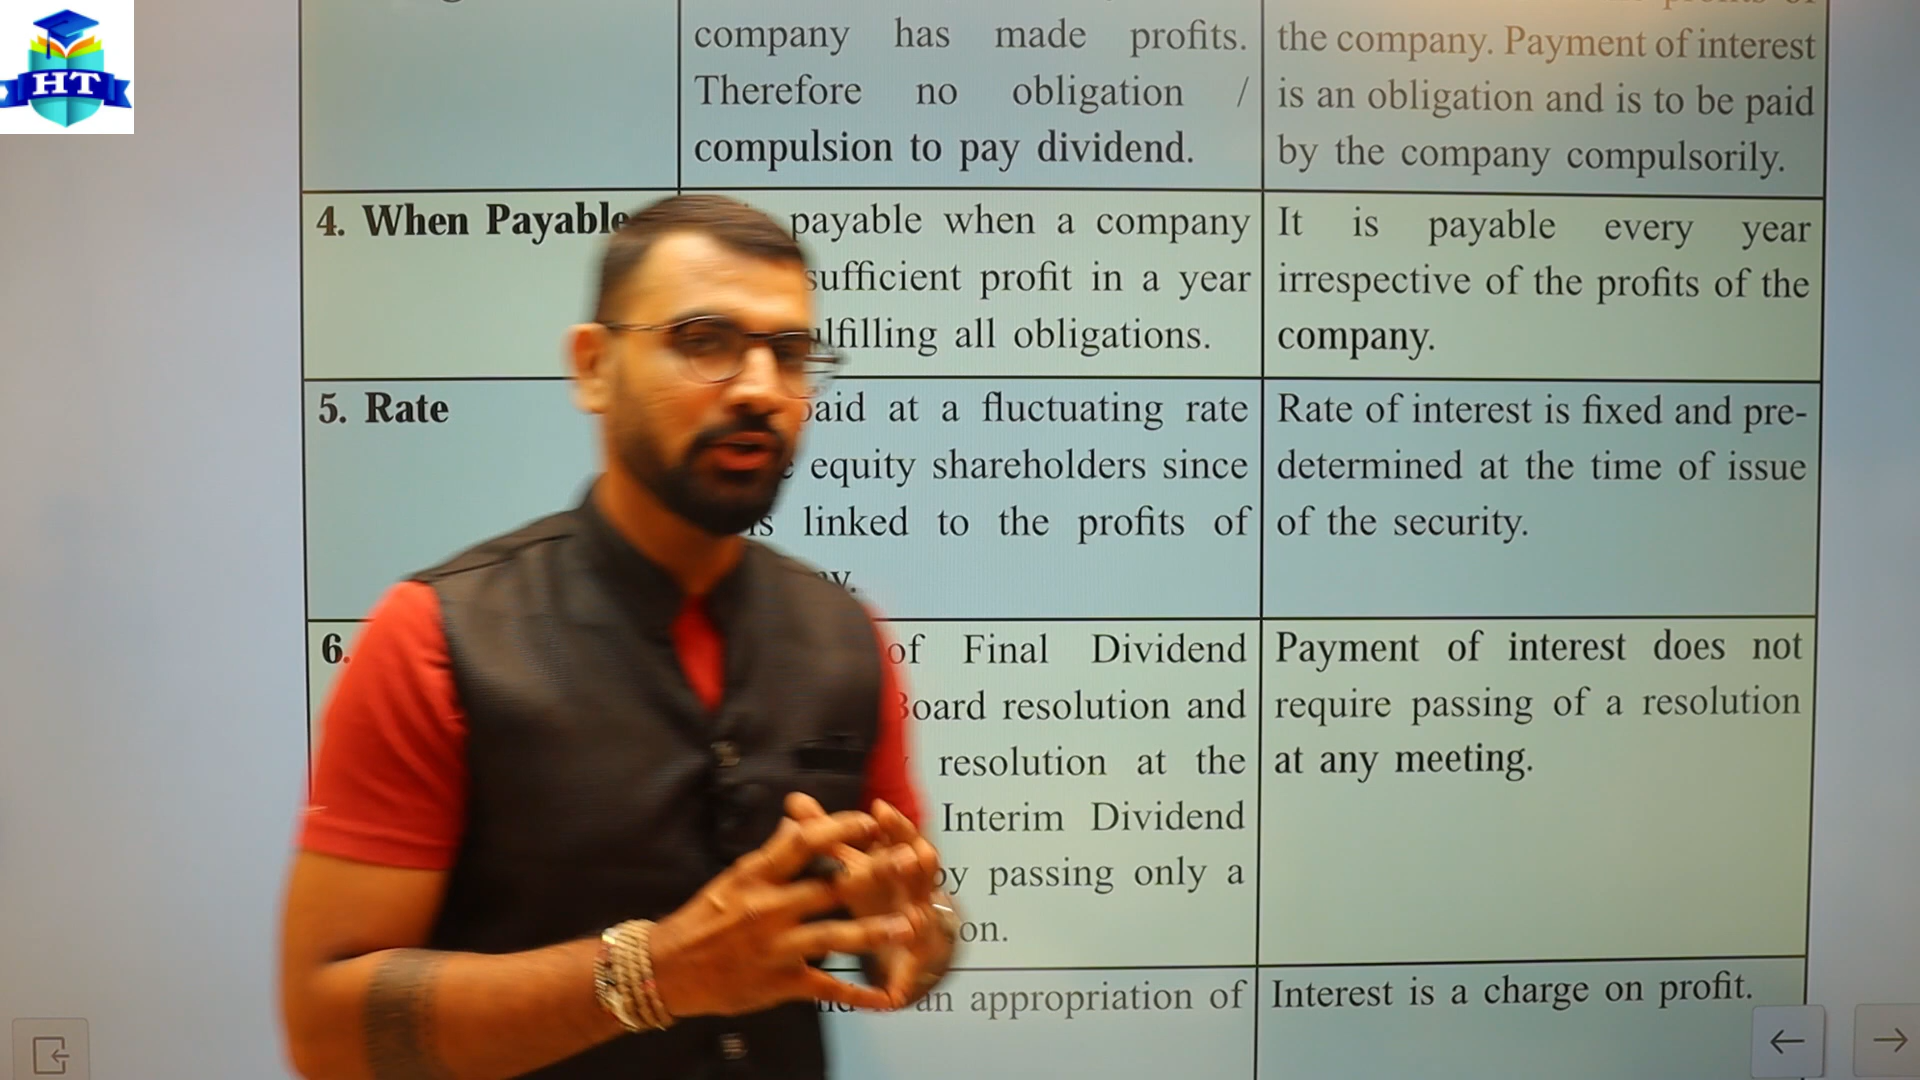 HT
company has made profits.
Therefore no obligation /
compulsion to pay dividend.
the company. Payment of interest
is an obligation and is to be paid
by the company compulsorily.
4. When Payable
payable when a company
sufficient profit in a year
lfilling all obligations.
It is payable every year
irrespective of the profits of the
company.
5. Rate
paid at a fluctuating rate
equity shareholders since
is linked to the profits of
Rate of interest is fixed and pre-
determined at the time of issue
of the security.
6.
of Final Dividend
Board resolution and
resolution at the
Interim Dividend
by passing only a
on.
Payment of interest does not
require passing of a resolution
at any meeting.
an appropriation of
Interest is a charge on profit.